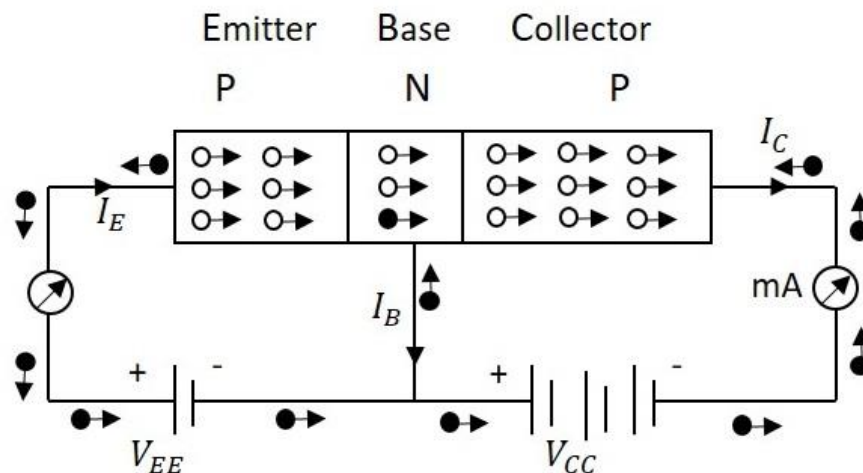 Emitter Base Collector
P N P
I_C
I_E
mA
I_B
+ - + -
V_EE V_CC